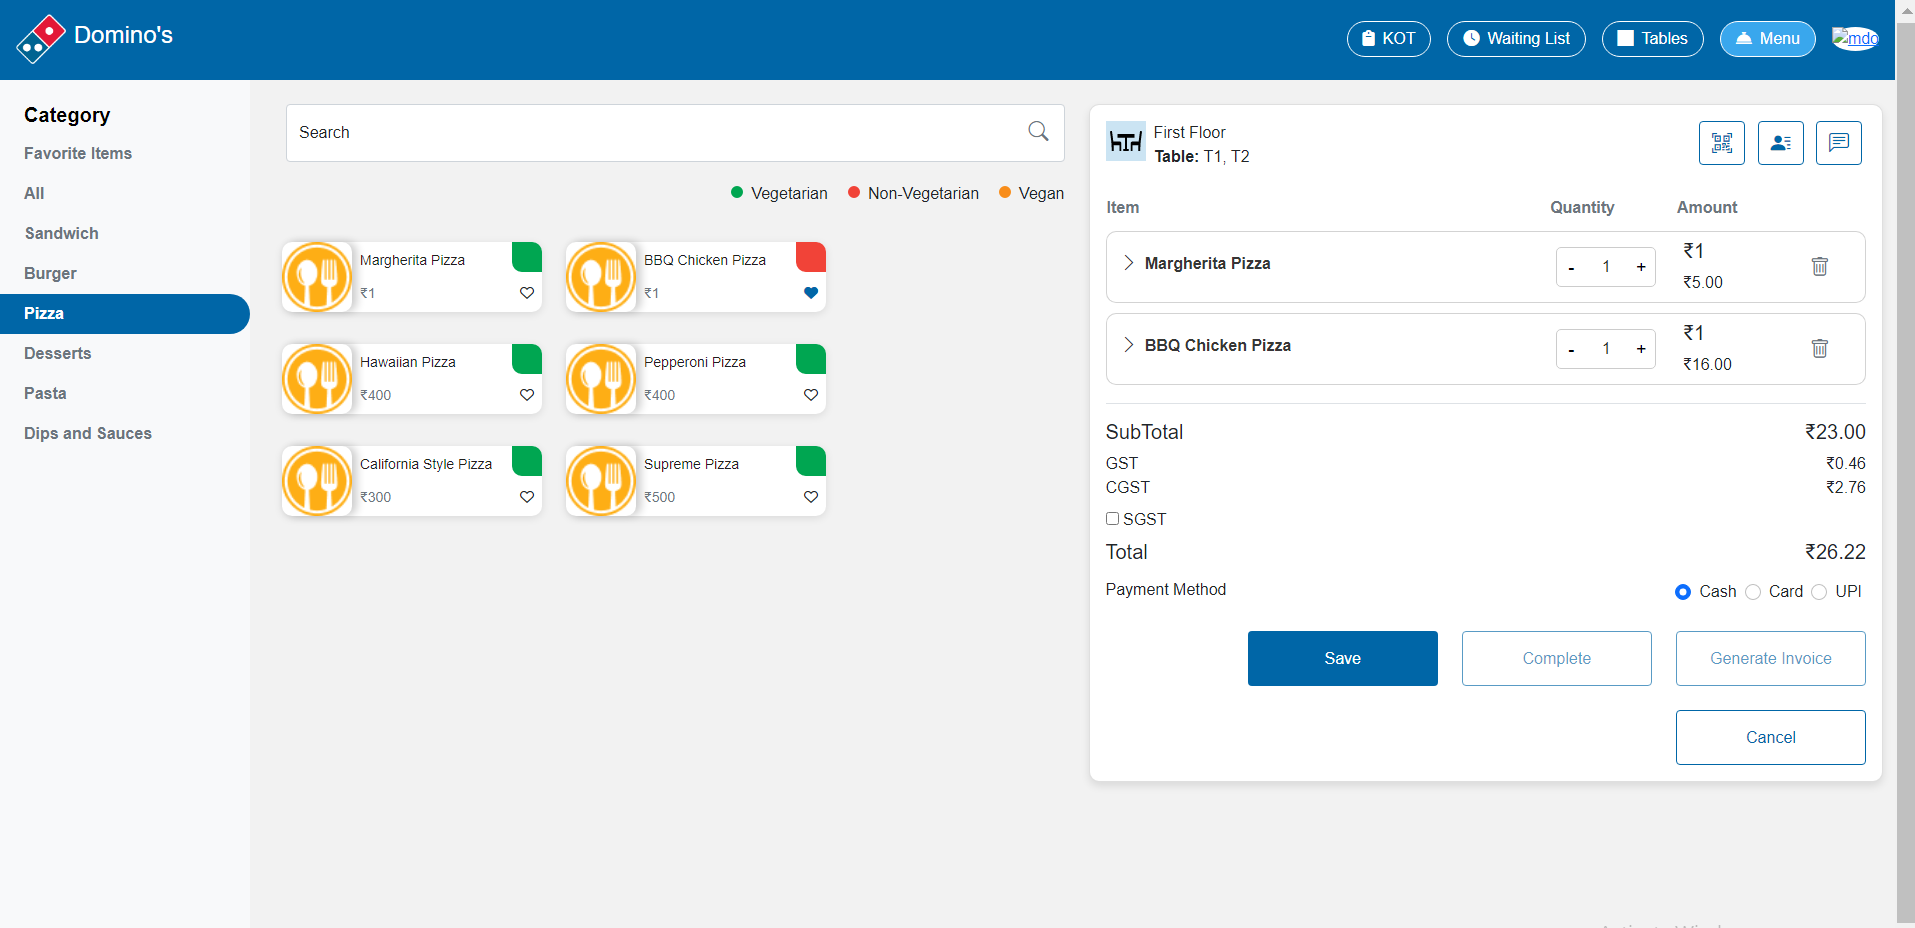 Domino's
KOT
Waiting List
Tables
Menu
mdo
Category
Favorite Items
All
Sandwich
Burger
Pizza
Desserts
Pasta
Dips and Sauces
Search
Vegetarian
Non-Vegetarian
Vegan
Margherita Pizza
₹1
BBQ Chicken Pizza
₹1
Hawaiian Pizza
₹400
Pepperoni Pizza
₹400
California Style Pizza
₹300
Supreme Pizza
₹500
First Floor
Table: T1, T2
Item Quantity Amount
Margherita Pizza - 1 + ₹1
₹5.00
BBQ Chicken Pizza - 1 + ₹1
₹16.00
SubTotal ₹23.00
GST ₹0.46
CGST ₹2.76
SGST
Total ₹26.22
Payment Method Cash Card UPI
Save
Complete
Generate Invoice
Cancel